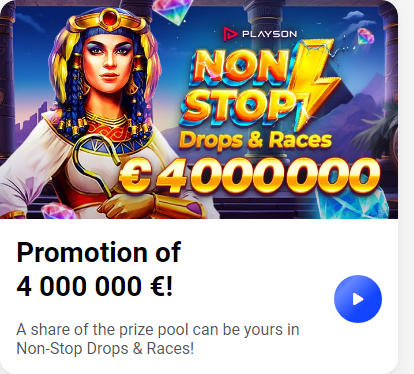 PLAYSON
NON
STOP
Drops & Races
€4000000
Promotion of
4 000 000 €!
A share of the prize pool can be yours in
Non-Stop Drops & Races!